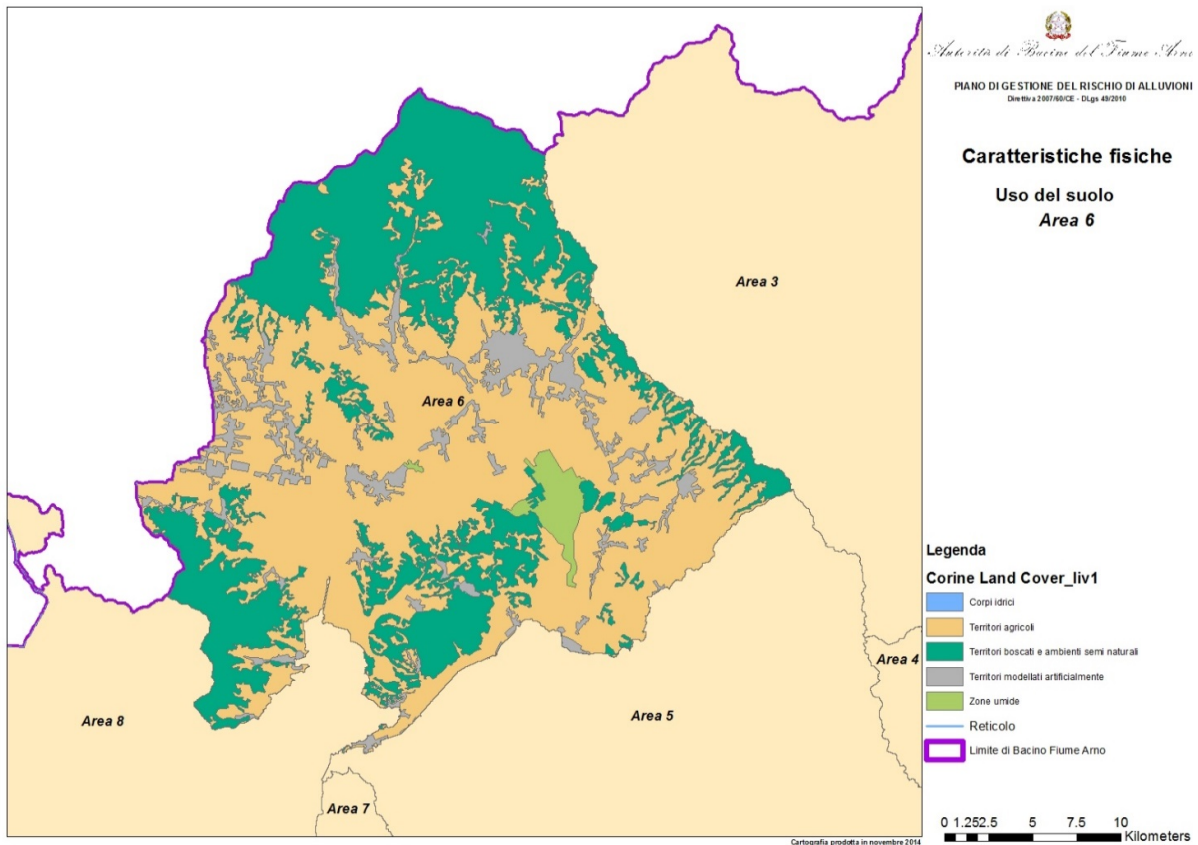 Autorità di Bacino del Fiume Arno
PIANO DI GESTIONE DEL RISCHIO DI ALLUVIONI
Direttiva 2007/60/CE - DLgs 49/2010
Caratteristiche fisiche
Uso del suolo
Area 6
Area 3
Area 6
Area 4
Area 8
Area 5
Area 7
Legenda
Corine Land Cover_liv1
Corpi idrici
Territori agricoli
Territori boscati e ambienti semi naturali
Territori modellati artificialmente
Zone umide
Reticolo
Limite di Bacino Fiume Arno
0 1.252.5 5 7.5 10
Kilometers
Cartografia prodotta in novembre 2014